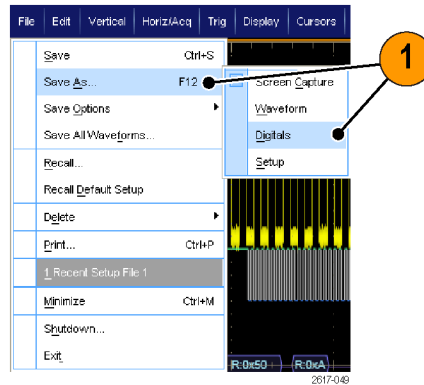 File Edit Vertical Horiz/Acq Trig Display Cursors
Save Ctrl+S
Save As... F12
Save Options
Save All Waveforms...
Recall...
Recall Default Setup
Delete
Print... Ctrl+P
1 Recent Setup File 1
Minimize Ctrl+M
Shutdown...
Exit
Screen Capture
Waveform
Digitals
Setup
1
R:0x50 R:0xA
2617-049